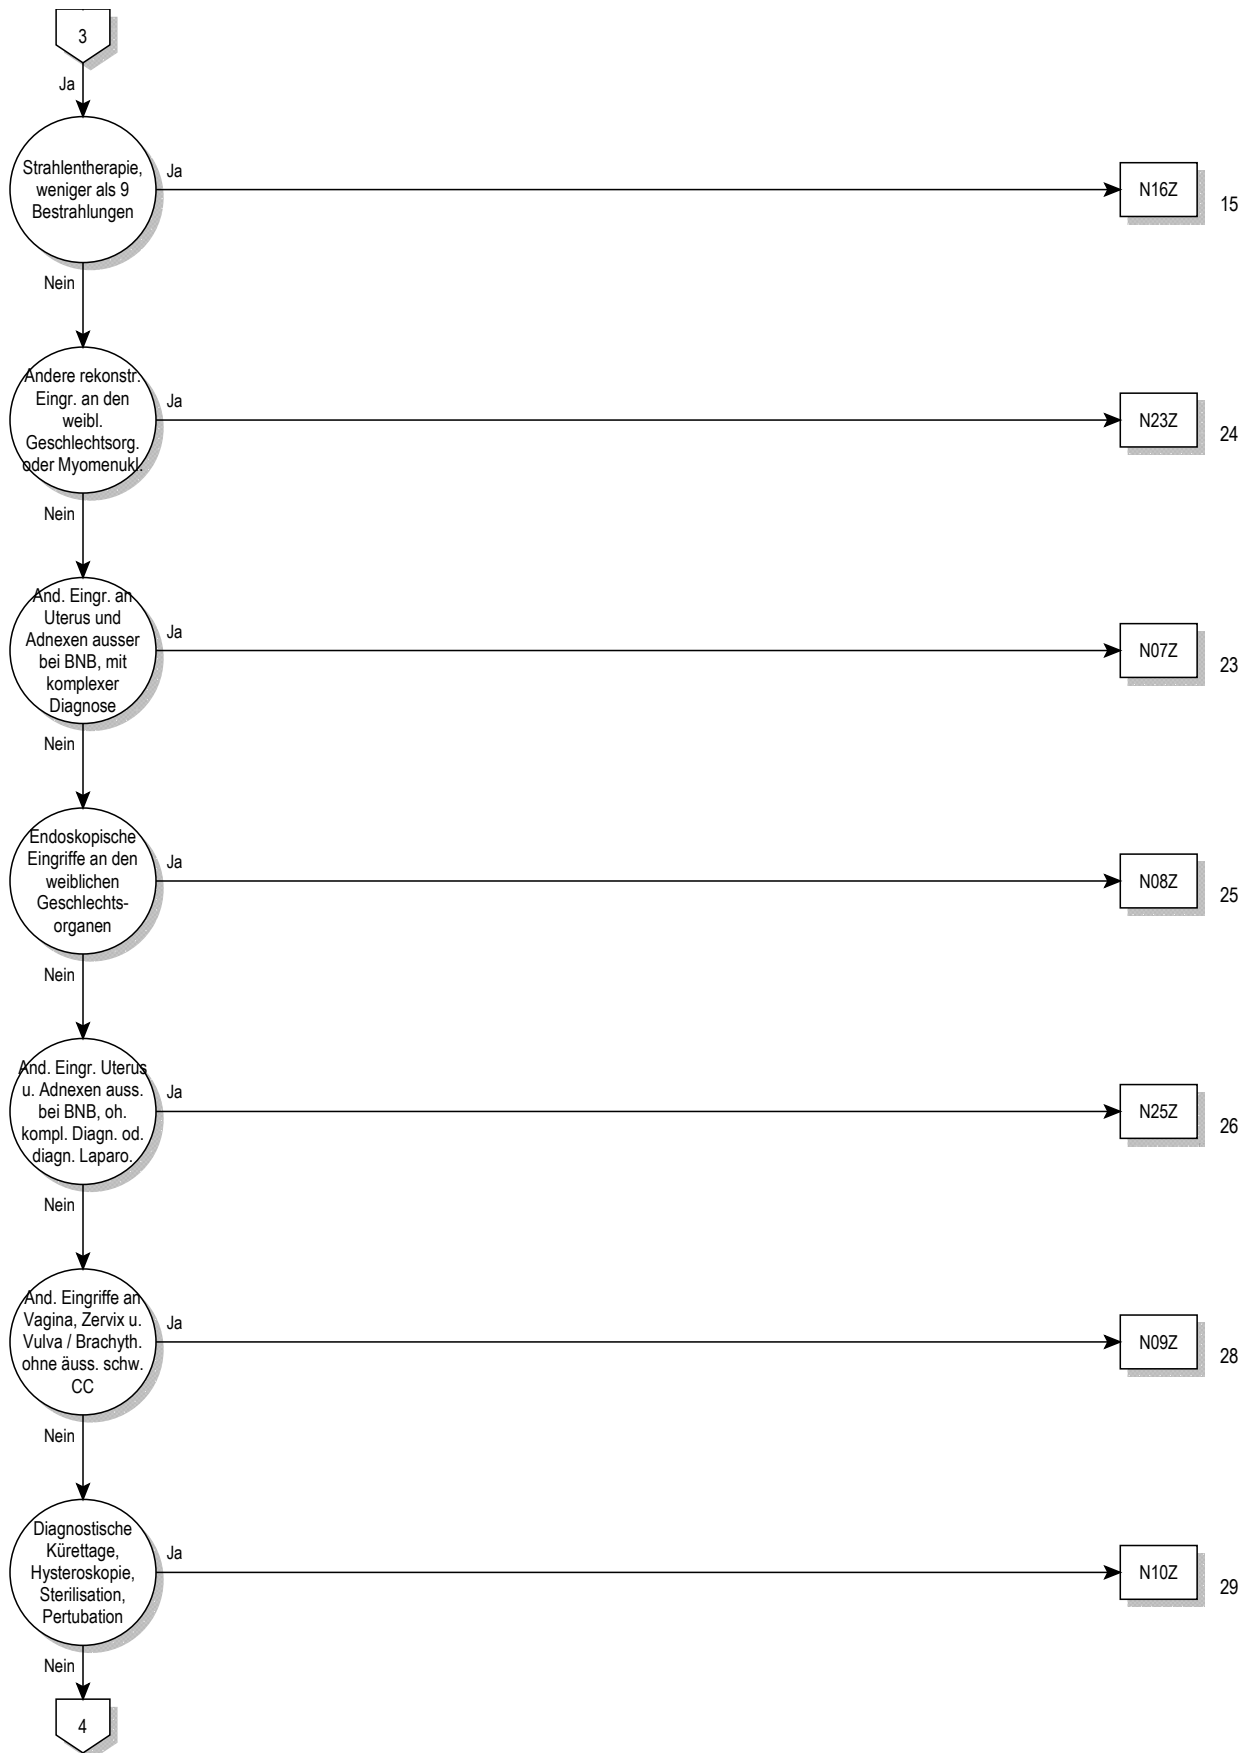 3
Ja
Strahlentherapie,
weniger als 9
Bestrahlungen
Ja
N16Z
15
Nein
Andere rekonstr.
Eingr. an den
weibl.
Geschlechtsorg.
oder Myomenukl.
Ja
N23Z
24
Nein
And. Eingr. an
Uterus und
Adnexen ausser
bei BNB, mit
komplexer
Diagnose
Ja
N07Z
23
Nein
Endoskopische
Eingriffe an den
weiblichen
Geschlechts-
organen
Ja
N08Z
25
Nein
And. Eingr. Uterus
u. Adnexen auss.
bei BNB, oh.
kompl. Diagn. od.
diagn. Laparo.
Ja
N25Z
26
Nein
And. Eingriffe an
Vagina, Zervix u.
Vulva / Brachyth.
ohne äuss. schw.
CC
Ja
N09Z
28
Nein
Diagnostische
Kürettage,
Hysteroskopie,
Sterilisation,
Pertubation
Ja
N10Z
29
Nein
4